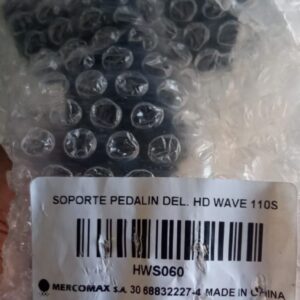 SOPORTE PEDALIN DEL. HD WAVE 110S
HWS060
MERCOMAX S.A. 30 68832227-4 MADE IN CHINA